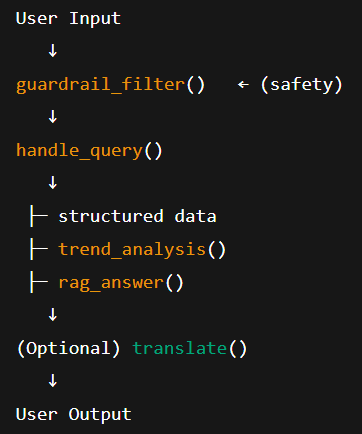 User Input
↓
guardrail_filter()   ← (safety)
↓
handle_query()
↓
├─ structured data
├─ trend_analysis()
├─ rag_answer()
↓
(Optional) translate()
↓
User Output